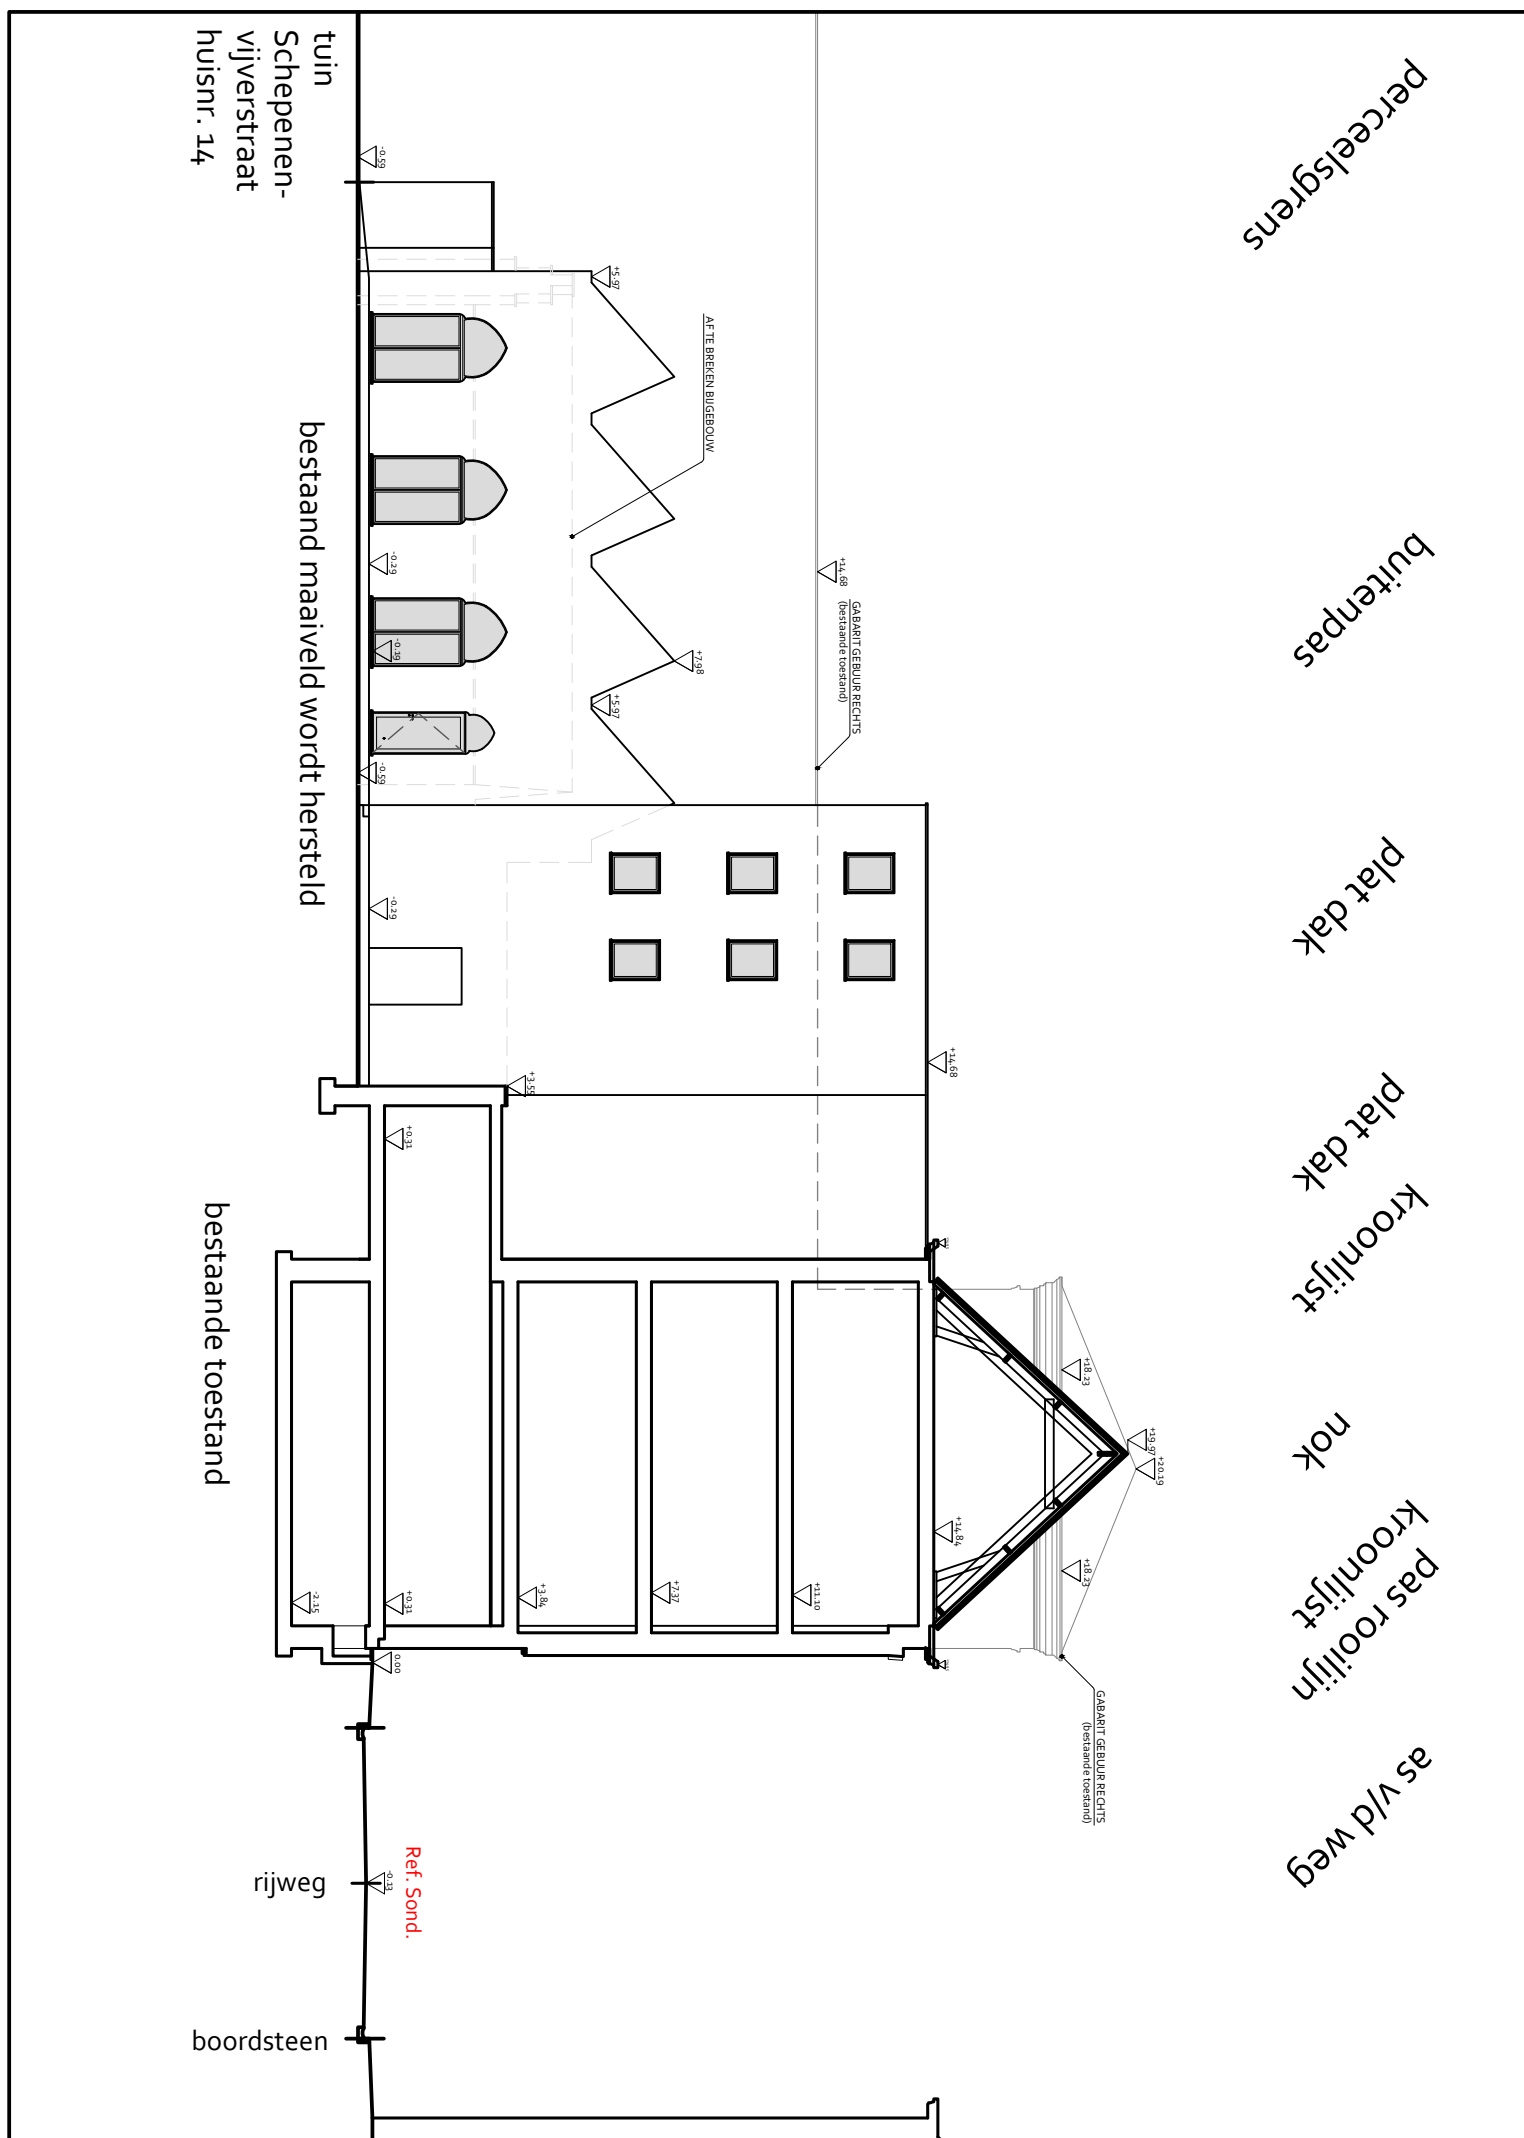 perceelsgrens
buitenpas
plat dak
plat dak
kroonlijst
nok
kroonlijst
pas rooilijn
as v/d weg
+20.19
+19.97
+18.23
+18.23
GABARIT GEBUUR RECHTS
(bestaande toestand)
+14.68
+14.84
+14.68
GABARIT GEBUUR RECHTS
(bestaande toestand)
AF TE BREKEN BIJGEBOUW
+7.98
+5.97
+5.97
+11.10
+7.37
+3.84
+3.55
+0.31
+0.31
-2.15
0.00
-0.59
-0.29
-0.39
-0.59
-0.29
-0.13
Ref. Sond.
tuin
Schepenen-
vijverstraat
huisnr. 14
bestaand maaiveld wordt hersteld
bestaande toestand
rijweg
boordsteen